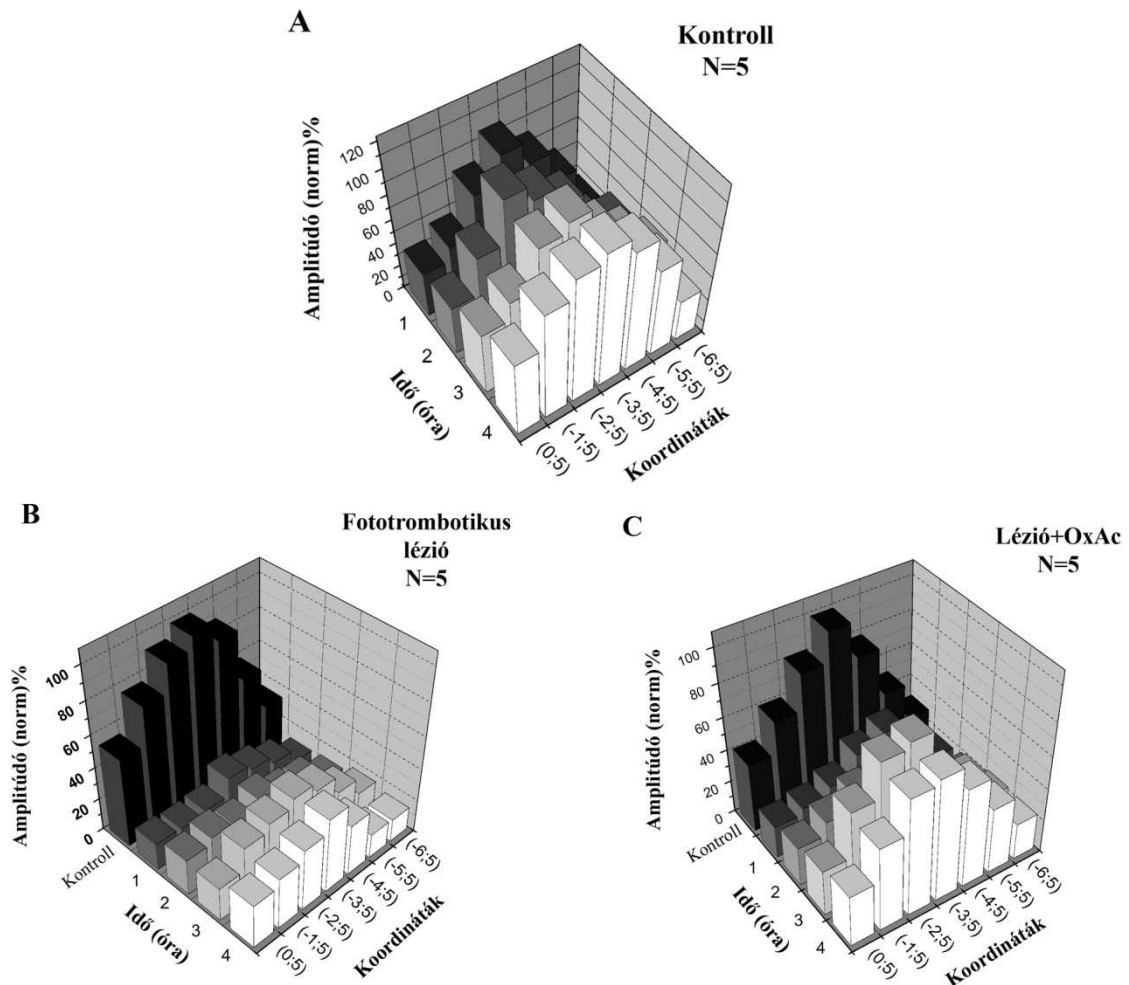 A
Kontroll
N=5
Amplitúdó (norm)%
120
100
80
60
40
20
0
1
2
3
4
Idő (óra)
(0;5)
(-1;5)
(-2;5)
(-3;5)
(-4;5)
(-5;5)
(-6;5)
Koordináták
B
Fototrombotikus
lézió
N=5
Amplitúdó (norm)%
100
80
60
40
20
0
Kontroll
1
2
3
4
Idő (óra)
(0;5)
(-1;5)
(-2;5)
(-3;5)
(-4;5)
(-5;5)
(-6;5)
Koordináták
C
Lézió+OxAc
N=5
Amplitúdó (norm)%
100
80
60
40
20
0
Kontroll
1
2
3
4
Idő (óra)
(0;5)
(-1;5)
(-2;5)
(-3;5)
(-4;5)
(-5;5)
(-6;5)
Koordináták